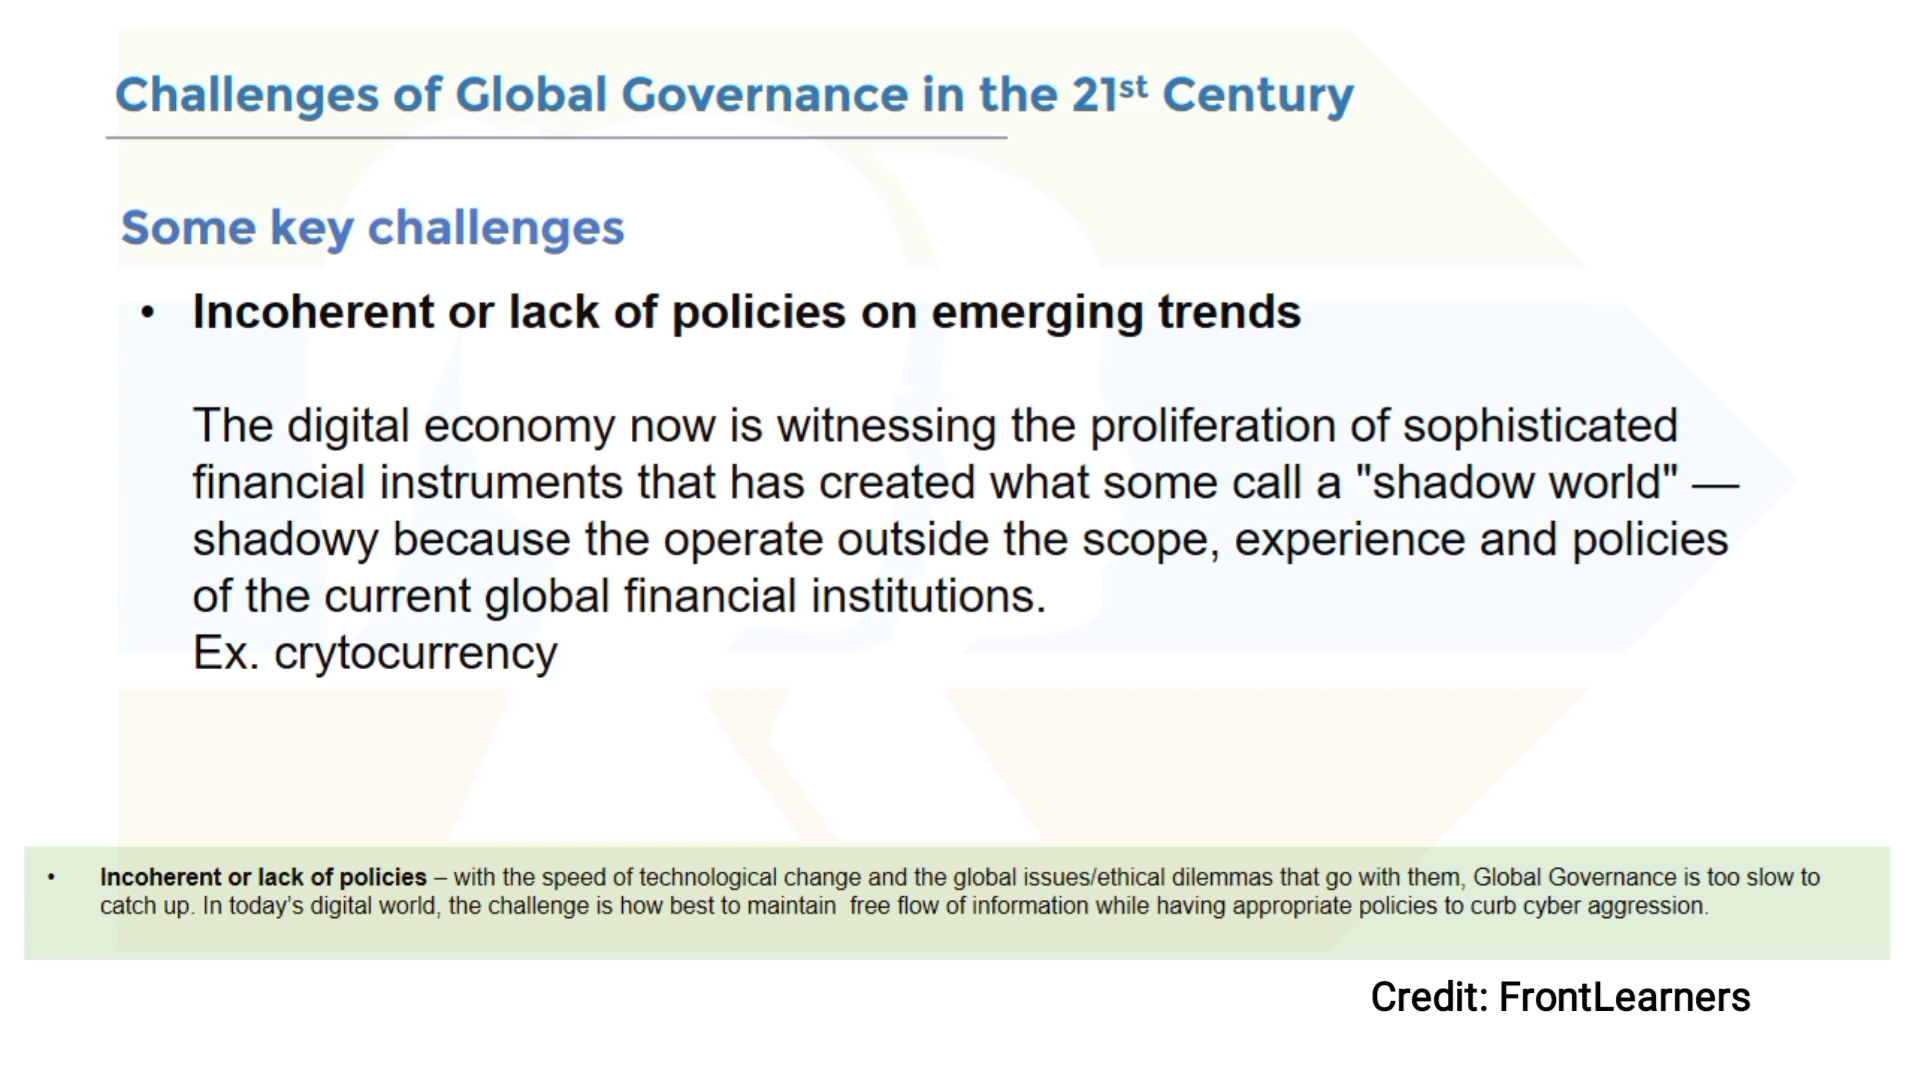 Challenges of Global Governance in the 21st Century
Some key challenges
• Incoherent or lack of policies on emerging trends
The digital economy now is witnessing the proliferation of sophisticated
financial instruments that has created what some call a "shadow world" —
shadowy because the operate outside the scope, experience and policies
of the current global financial institutions.
Ex. crytocurrency
• Incoherent or lack of policies – with the speed of technological change and the global issues/ethical dilemmas that go with them, Global Governance is too slow to
catch up. In today’s digital world, the challenge is how best to maintain  free flow of information while having appropriate policies to curb cyber aggression.
Credit: FrontLearners